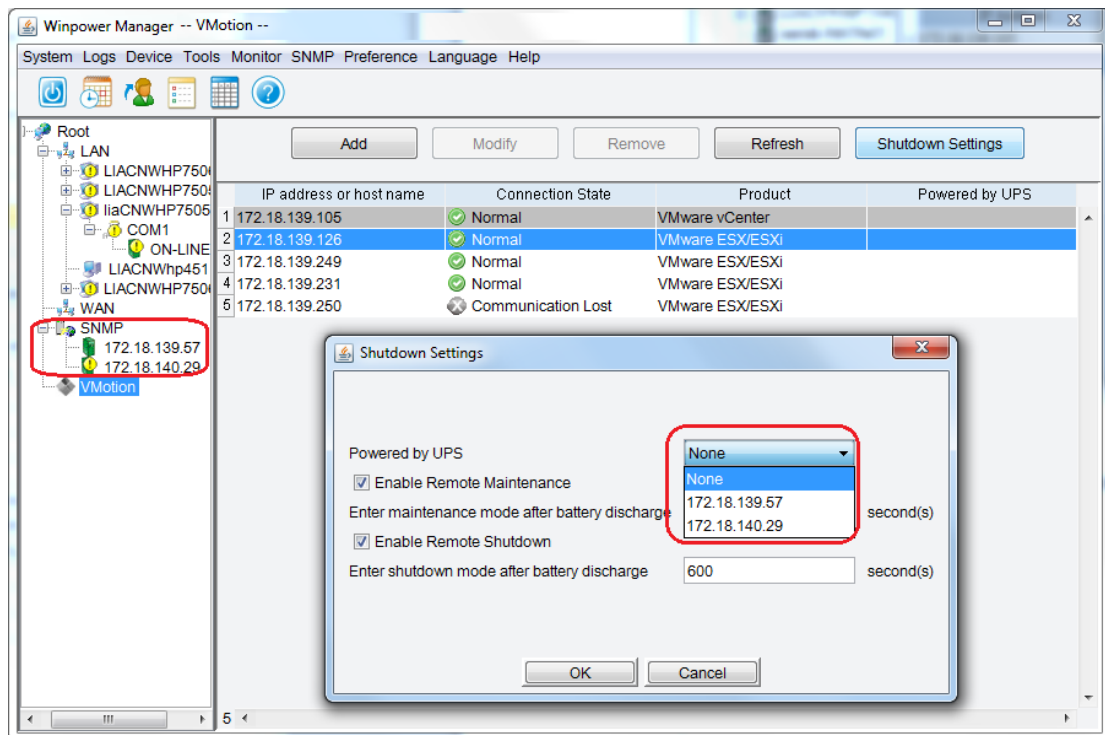 Winpower Manager -- VMotion --
System Logs Device Tools Monitor SNMP Preference Language Help
Root
LAN
LIACNWHP750
LIACNWHP750
liaCNWHP7505
COM1
ON-LINE
LIACNWhp451
LIACNWHP750
WAN
SNMP
172.18.139.57
172.18.140.29
VMotion
Add Modify Remove Refresh Shutdown Settings
IP address or host name Connection State Product Powered by UPS
1 172.18.139.105 Normal VMware vCenter
2 172.18.139.126 Normal VMware ESX/ESXi
3 172.18.139.249 Normal VMware ESX/ESXi
4 172.18.139.231 Normal VMware ESX/ESXi
5 172.18.139.250 Communication Lost VMware ESX/ESXi
Shutdown Settings
Powered by UPS None
None
Enable Remote Maintenance
172.18.139.57
Enter maintenance mode after battery discharge second(s)
172.18.140.29
Enable Remote Shutdown
Enter shutdown mode after battery discharge 600 second(s)
OK Cancel
5